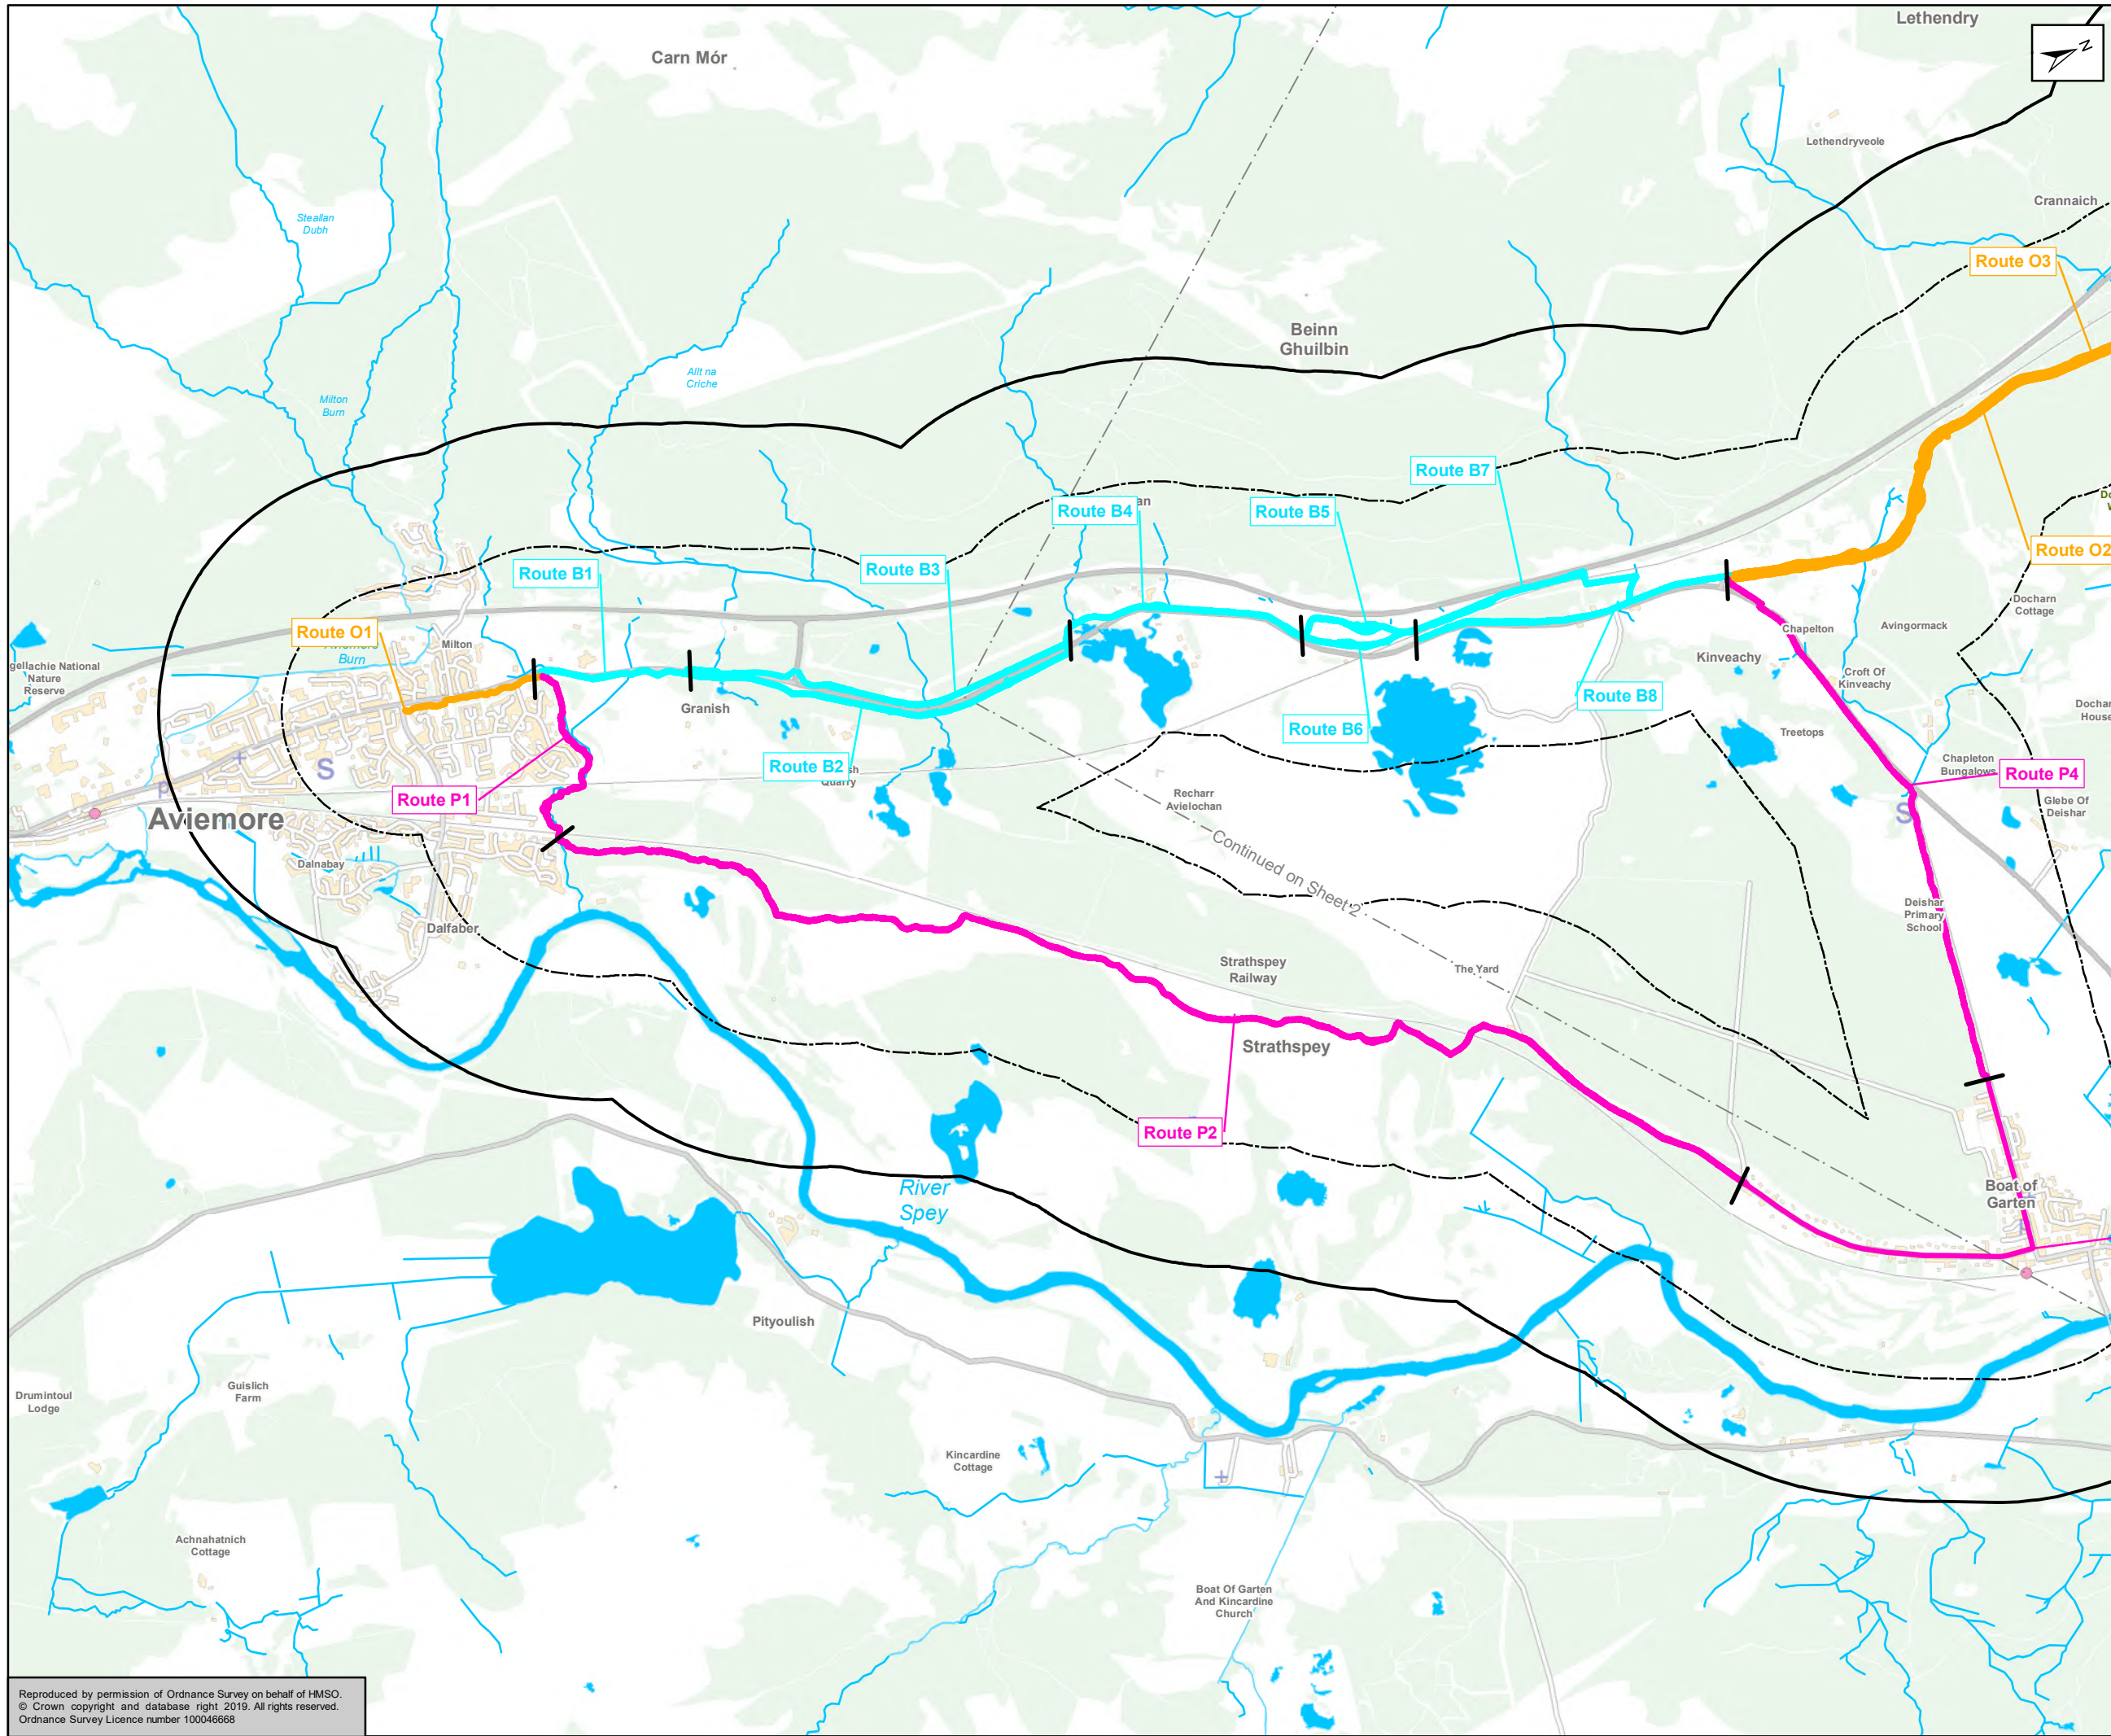 Lethendry
Carn Mór
N
Lethendryveole
Crannaich
Steallan
Dubh
Route O3
Beinn
Ghuilbin
Allt na
Criche
Milton
Burn
Route B7
Route B4
Route B5
Route O2
Route B1
Route B3
Docharn
Cottage
Route O1
Burn
Milton
Chapelton
Avingormack
Kinveachy
gellachie National
Nature
Reserve
Croft Of
Kinveachy
Route B8
Granish
Route B6
Dochar
House
Treetops
S
Route B2
Quarry
Chapleton
Bungalows
Route P4
p
Route P1
Recharr
Avielochan
Glebe Of
Deishar
S
Aviemore
Continued on Sheet 2
Dalnabay
Deishar
Primary
School
Dalfaber
Strathspey
Railway
The Yard
Strathspey
Route P2
River
Spey
Boat of
Garten
Pityoulish
Drumintoul
Lodge
Guislich
Farm
Kincardine
Cottage
Achnahatnich
Cottage
Boat Of Garten
And Kincardine
Church
Reproduced by permission of Ordnance Survey on behalf of HMSO.
© Crown copyright and database right 2019. All rights reserved.
Ordnance Survey Licence number 100046668